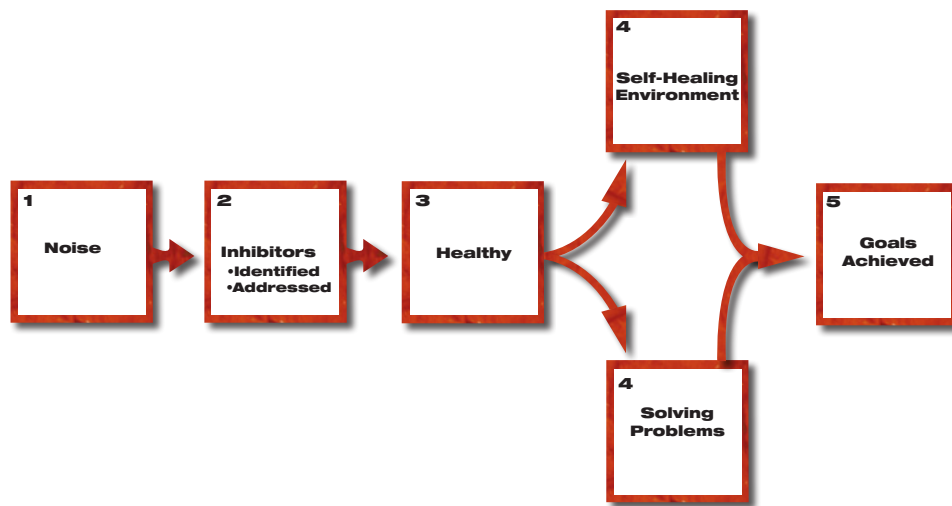 1
Noise
2
Inhibitors
•Identified
•Addressed
3
Healthy
4
Self-Healing
Environment
4
Solving
Problems
5
Goals
Achieved